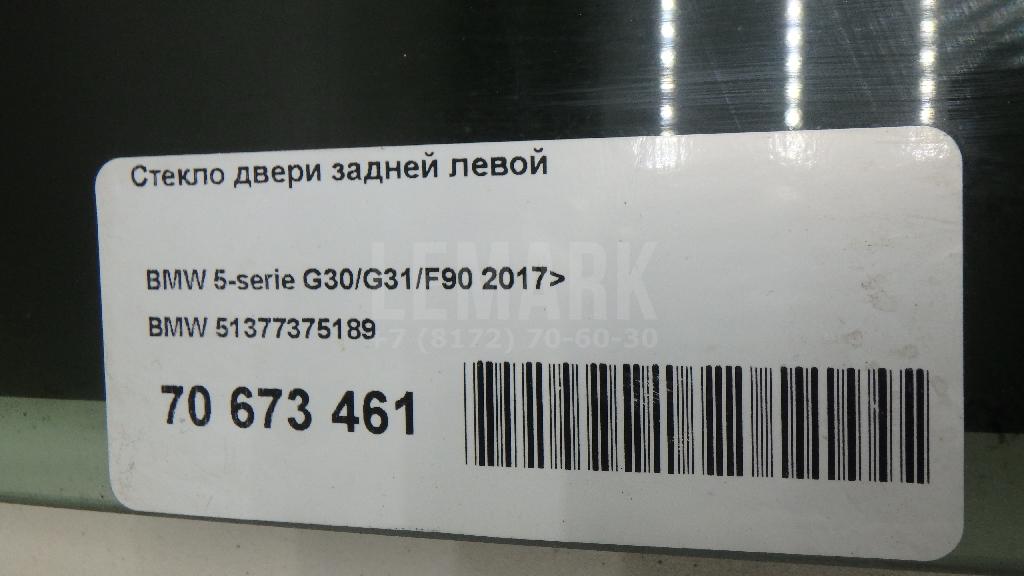 Стекло двери задней левой
BMW 5-serie G30/G31/F90 2017>
LEMARK
BMW 51377375189
+7 (8172) 70-60-30
70 673 461